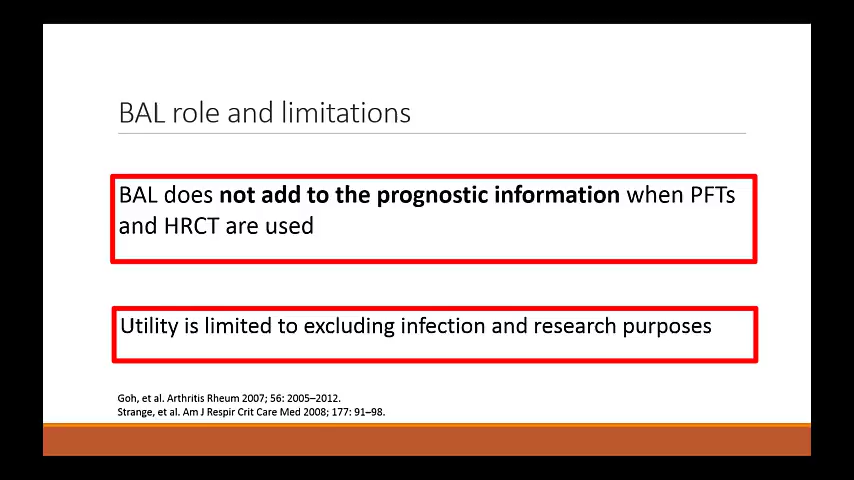 BAL role and limitations
BAL does not add to the prognostic information when PFTs
and HRCT are used
Utility is limited to excluding infection and research purposes
Goh, et al. Arthritis Rheum 2007; 56: 2005–2012.
Strange, et al. Am J Respir Crit Care Med 2008; 177: 91–98.